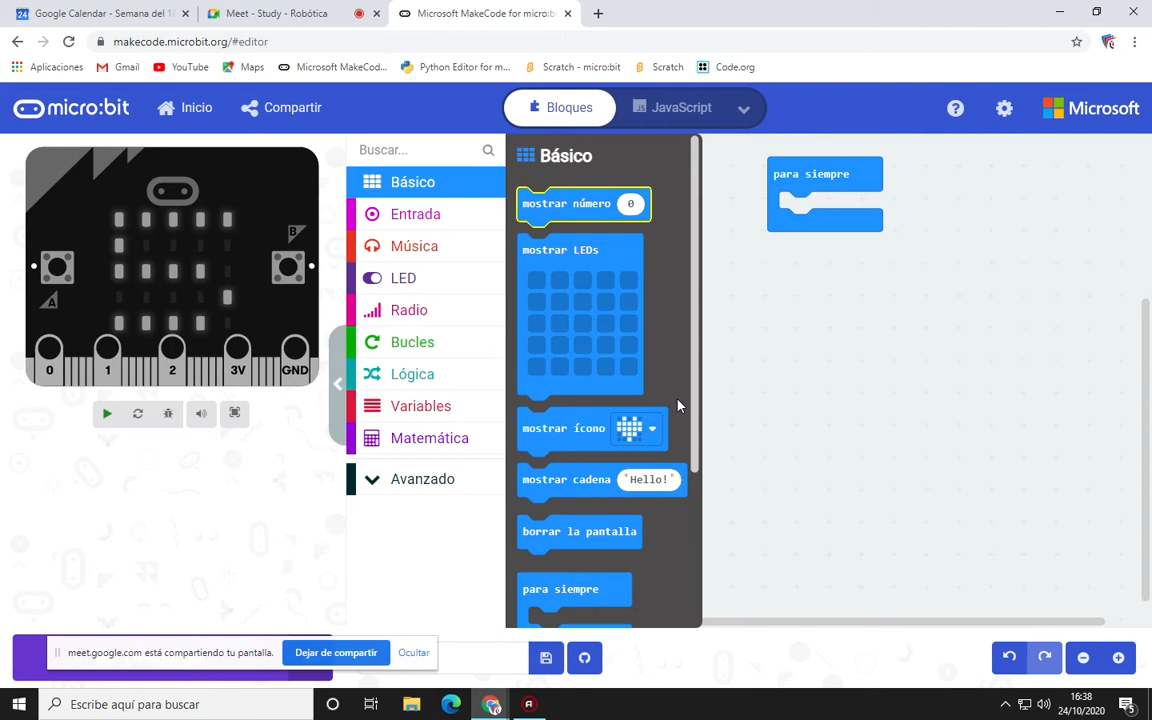 Google Calendar - Semana del 1
Meet - Study - Robótica
Microsoft MakeCode for micro:b
makecode.microbit.org/#editor
Aplicaciones
Gmail
YouTube
Maps
Microsoft MakeCod...
Python Editor for m...
Scratch - micro:bit
Scratch
Code.org
micro:bit
Inicio
Compartir
Bloques
JavaScript
Microsoft
Buscar...
Básico
Entrada
Música
LED
Radio
Bucles
Lógica
Variables
Matemática
Avanzado
Básico
mostrar número 0
mostrar LEDs
mostrar ícono
mostrar cadena "Hello!"
borrar la pantalla
para siempre
para siempre
A
B
0 1 2 3V GND
meet.google.com está compartiendo tu pantalla.
Dejar de compartir
Ocultar
Escribe aquí para buscar
16:38
24/10/2020
5